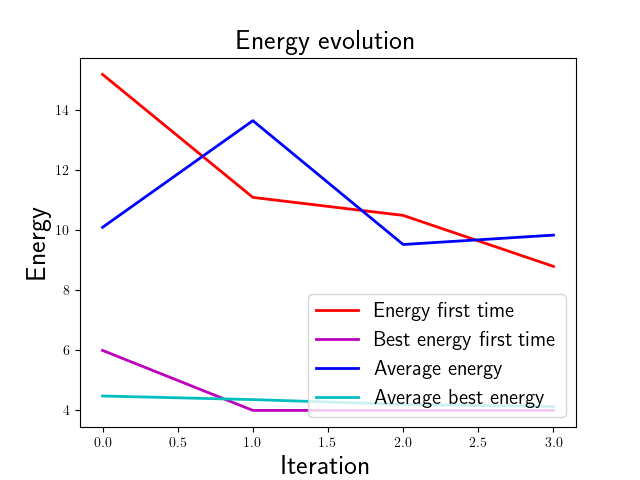 Energy evolution
Energy
14
12
10
8
6
4
Energy first time
Best energy first time
Average energy
Average best energy
0.0 0.5 1.0 1.5 2.0 2.5 3.0
Iteration